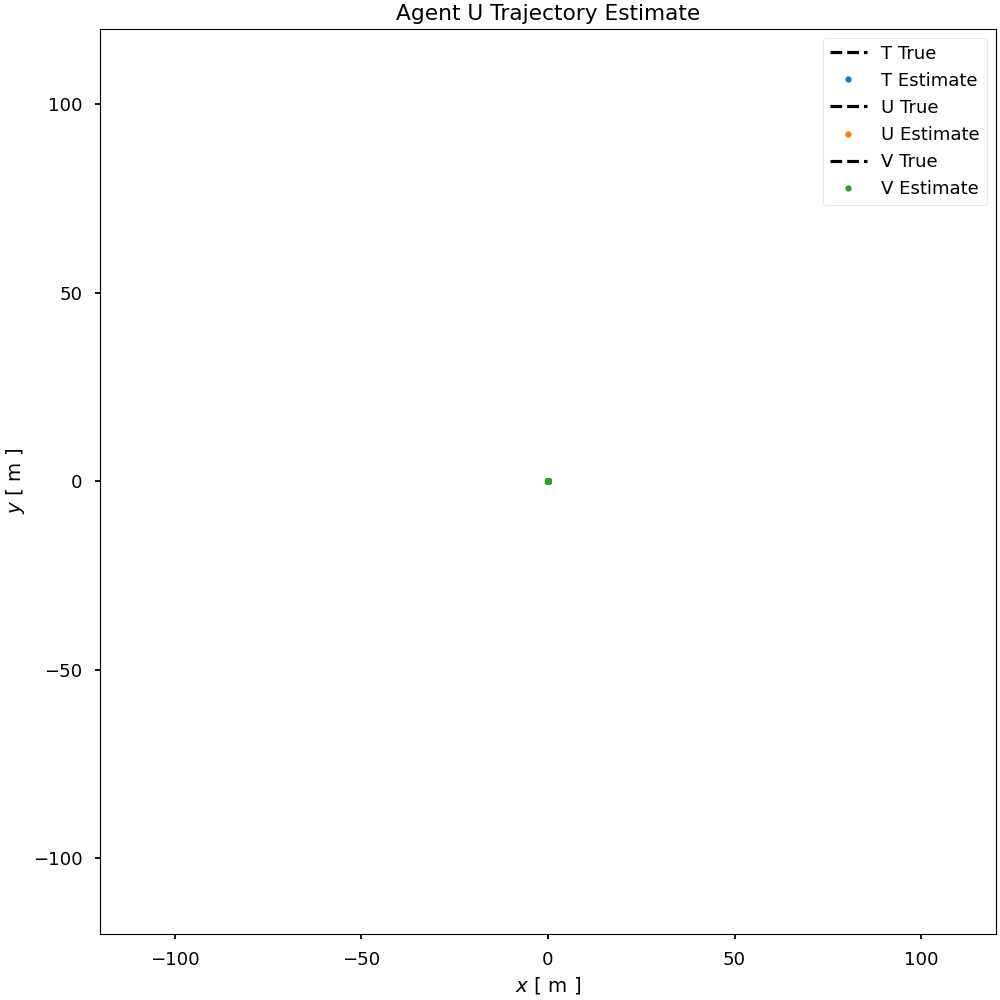 Agent U Trajectory Estimate
T True
T Estimate
U True
U Estimate
V True
V Estimate
100
50
0
−50
−100
y [ m ]
−100
−50
0
50
100
x [ m ]